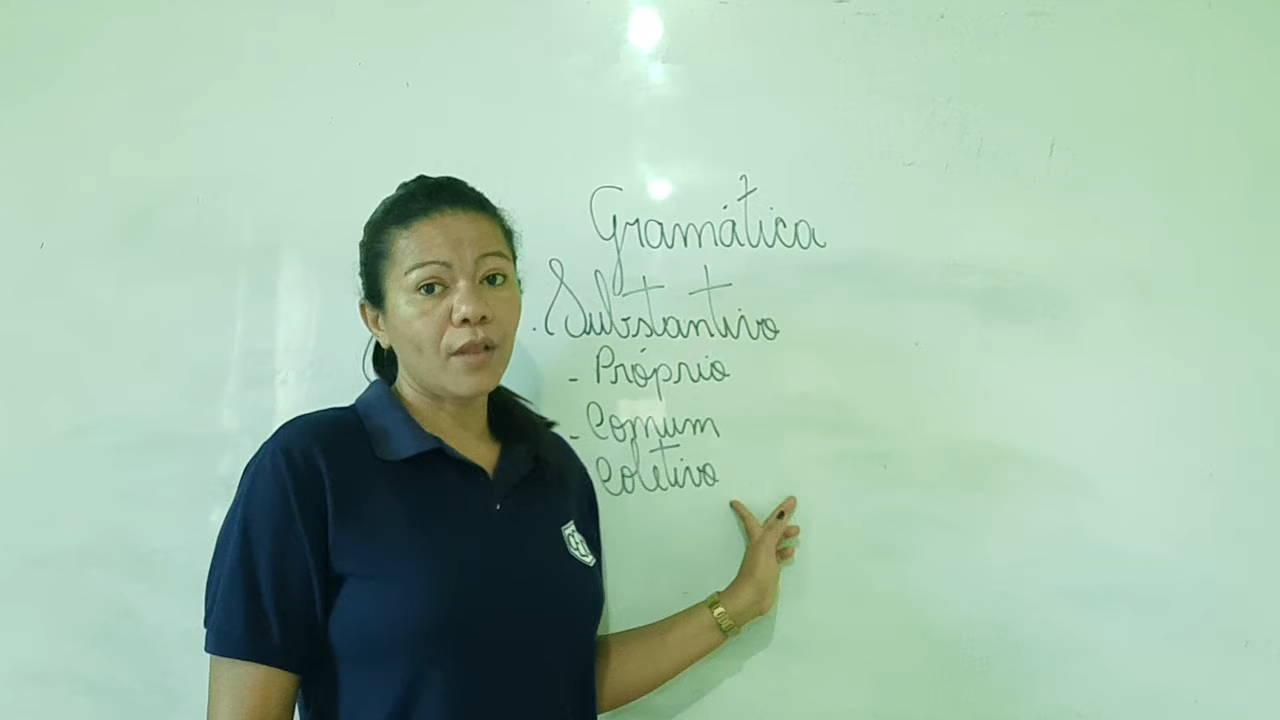 Gramática
. Substantivo
- Próprio
- Comum
Coletivo